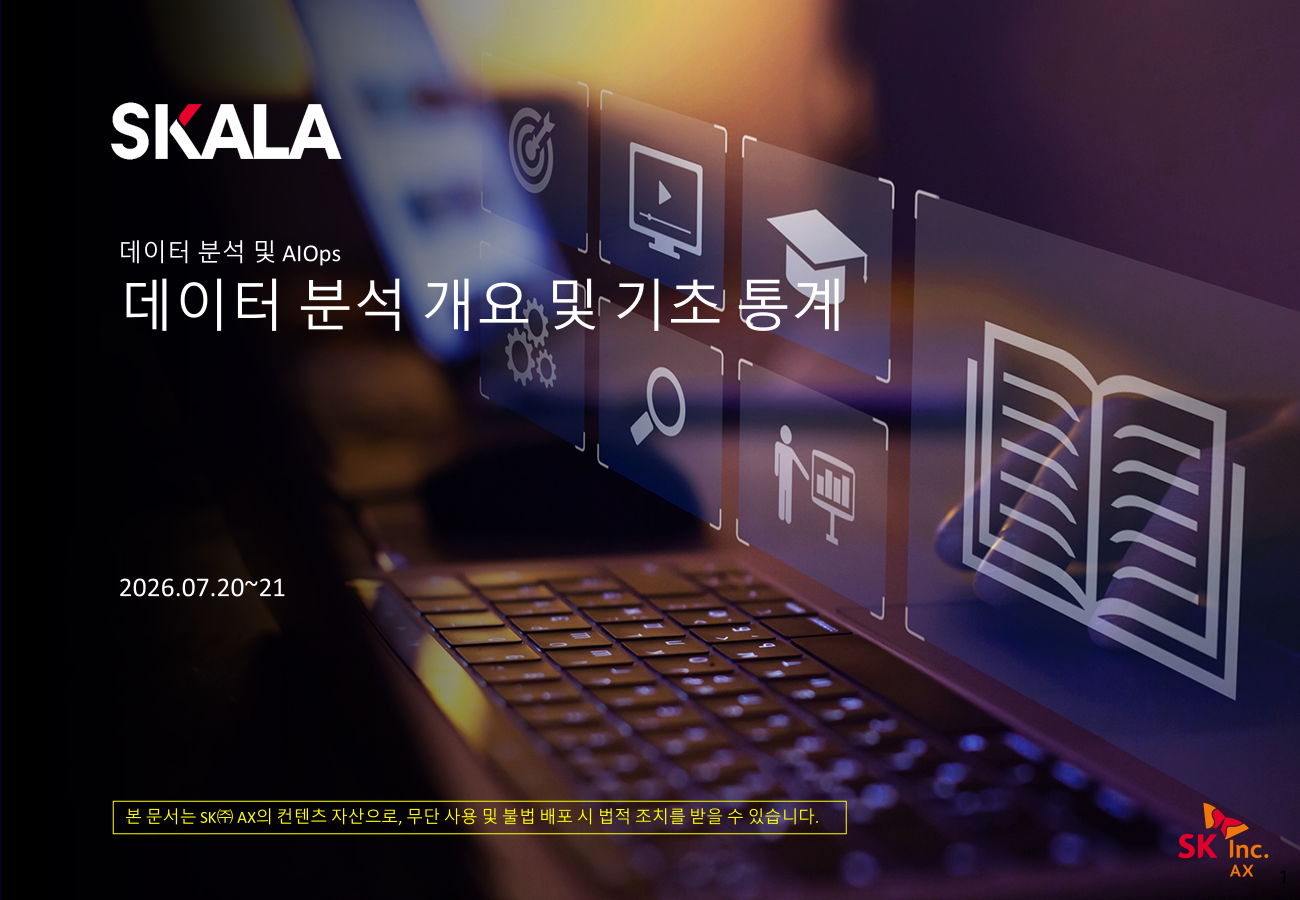 SKALA
데이터 분석 및 AIOps
데이터 분석 개요 및 기초 통계
2026.07.20~21
본 문서는 SK㈜ AX의 컨텐츠 자산으로, 무단 사용 및 불법 배포 시 법적 조치를 받을 수 있습니다.
SK Inc.
AX
1